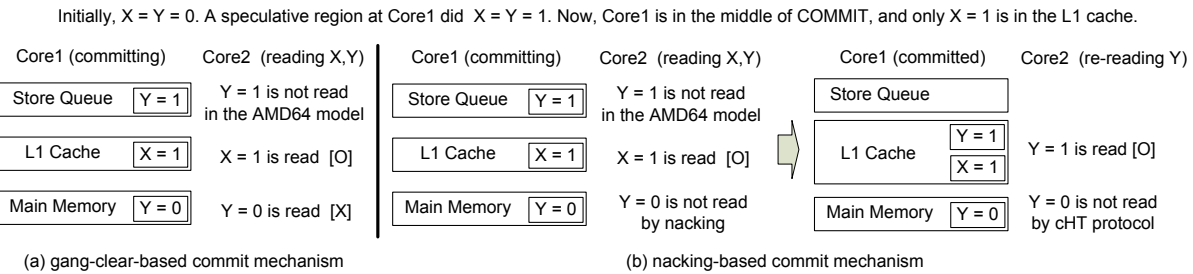 Initially, X = Y = 0. A speculative region at Core1 did X = Y = 1. Now, Core1 is in the middle of COMMIT, and only X = 1 is in the L1 cache.
Core1 (committing)
Core2 (reading X,Y)
Store Queue
Y = 1
Y = 1 is not read
in the AMD64 model
L1 Cache
X = 1
X = 1 is read [O]
Main Memory
Y = 0
Y = 0 is read [X]
(a) gang-clear-based commit mechanism
Core1 (committing)
Core2 (reading X,Y)
Store Queue
Y = 1
Y = 1 is not read
in the AMD64 model
L1 Cache
X = 1
X = 1 is read [O]
Main Memory
Y = 0
Y = 0 is not read
by nacking
Core1 (committed)
Core2 (re-reading Y)
Store Queue
L1 Cache
Y = 1
X = 1
Y = 1 is read [O]
Main Memory
Y = 0
Y = 0 is not read
by cHT protocol
(b) nacking-based commit mechanism